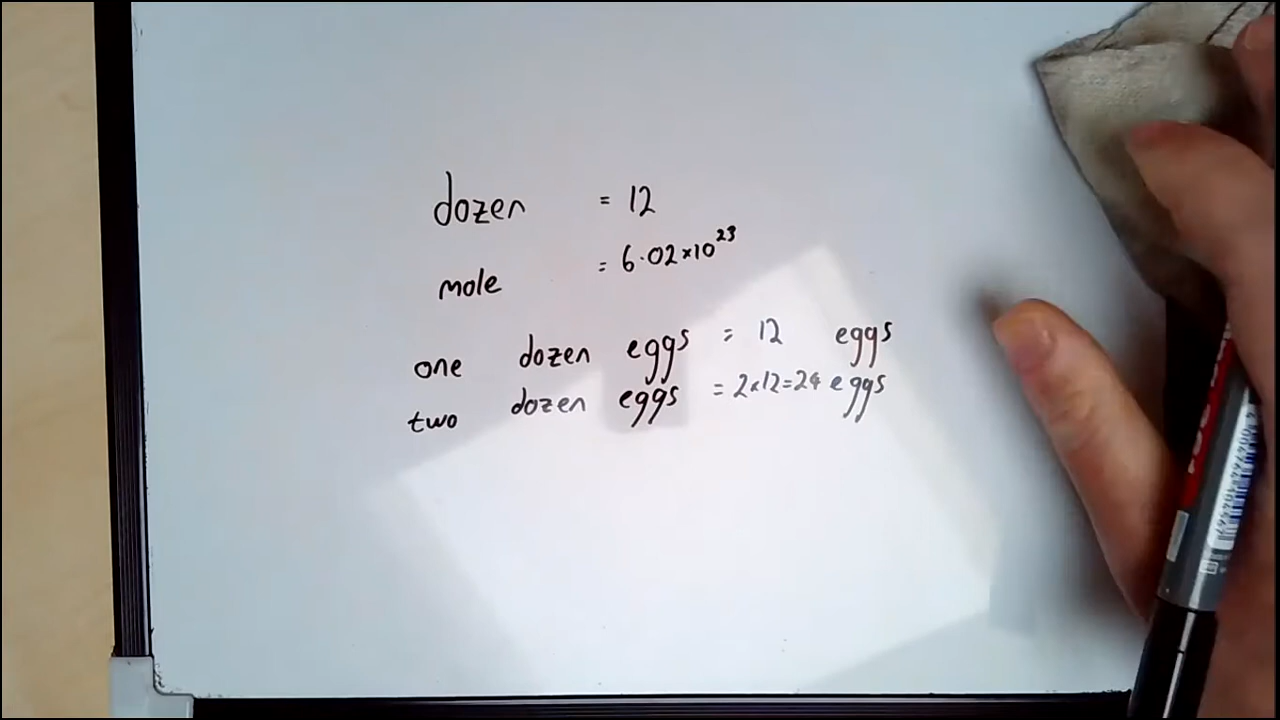 dozen = 12
mole = 6.02×10²³
one dozen eggs = 12 eggs
two dozen eggs = 2×12=24 eggs